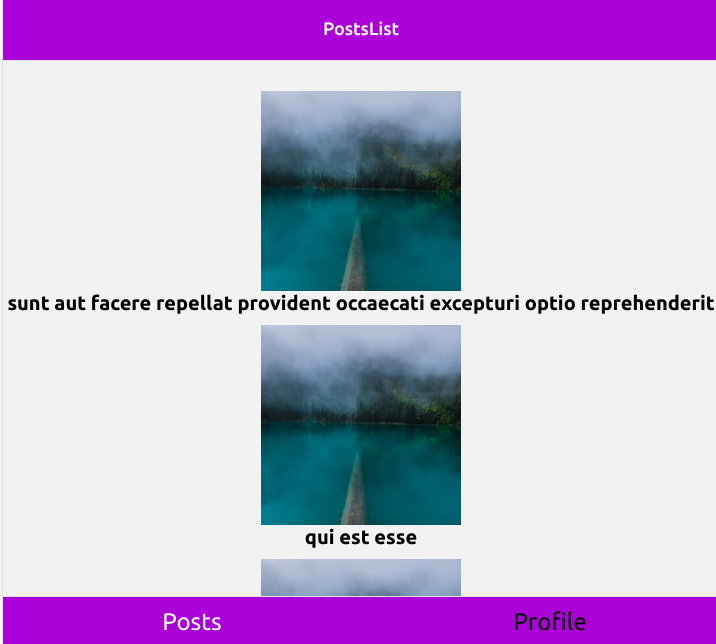 PostsList
sunt aut facere repellat provident occaecati excepturi optio reprehenderit
qui est esse
Posts Profile